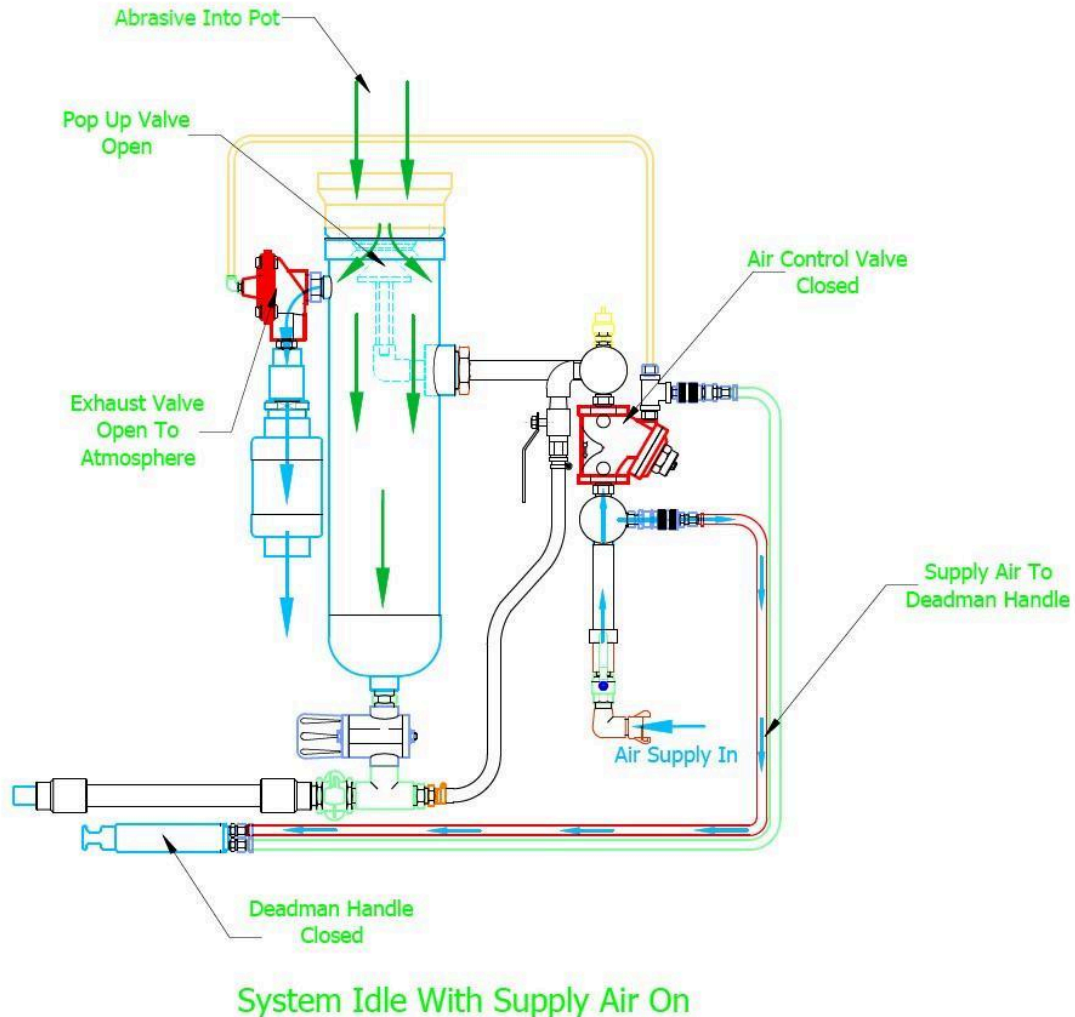 Abrasive Into Pot
Pop Up Valve
Open
Air Control Valve
Closed
Exhaust Valve
Open To
Atmosphere
Supply Air To
Deadman Handle
Air Supply In
Deadman Handle
Closed
System Idle With Supply Air On